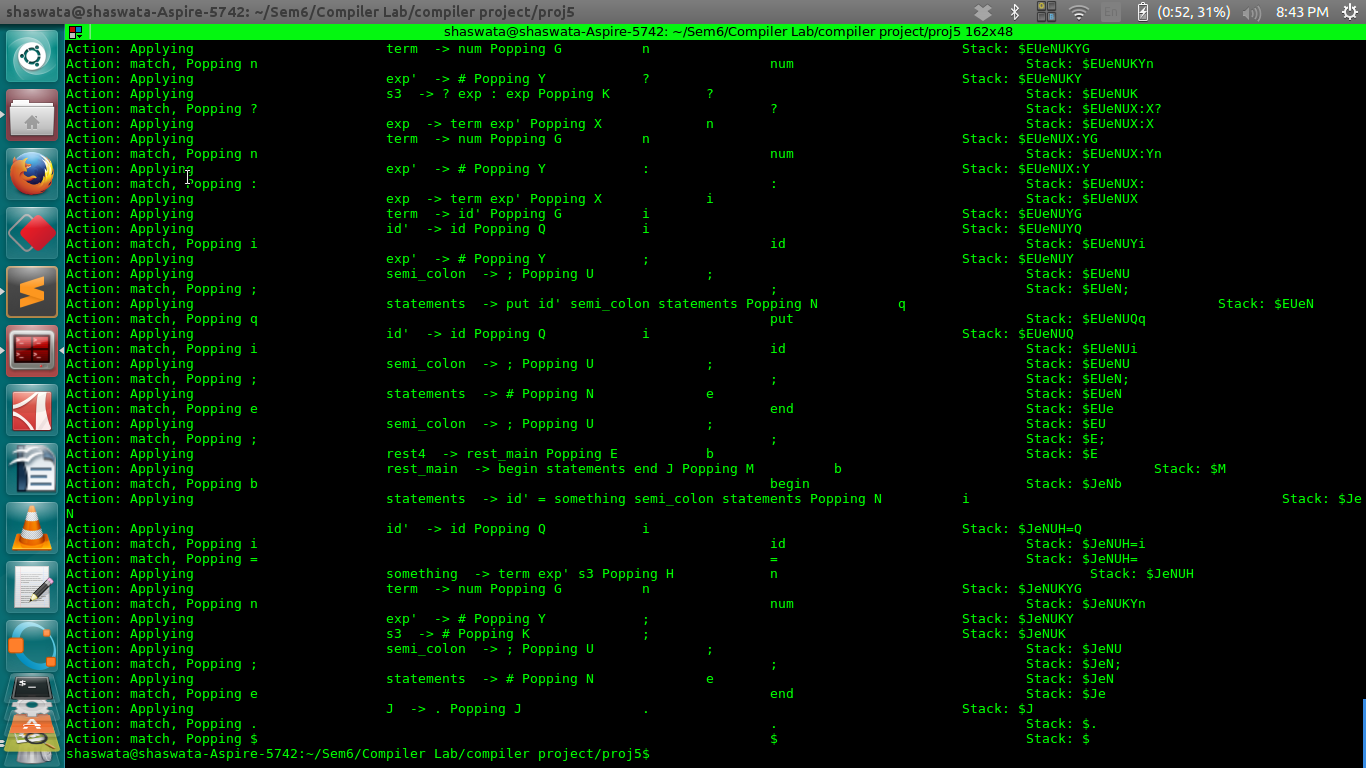 shaswata@shaswata-Aspire-5742: ~/Sem6/Compiler Lab/compiler project/proj5 En (0:52, 31%) 8:43 PM
shaswata@shaswata-Aspire-5742: ~/Sem6/Compiler Lab/compiler project/proj5 162x48
Action: Applying term -> num Popping G n Stack: $EUeNUKYG
Action: match, Popping n num Stack: $EUeNUKYn
Action: Applying exp' -> # Popping Y ? Stack: $EUeNUKY
Action: Applying s3 -> ? exp : exp Popping K ? Stack: $EUeNUK
Action: match, Popping ? ? Stack: $EUeNUX:X?
Action: Applying exp -> term exp' Popping X n Stack: $EUeNUX:X
Action: Applying term -> num Popping G n Stack: $EUeNUX:YG
Action: match, Popping n num Stack: $EUeNUX:Yn
Action: Applying exp' -> # Popping Y : Stack: $EUeNUX:Y
Action: match, Popping : : Stack: $EUeNUX:
Action: Applying exp -> term exp' Popping X i Stack: $EUeNUX
Action: Applying term -> id' Popping G i Stack: $EUeNUYG
Action: Applying id' -> id Popping Q i Stack: $EUeNUYQ
Action: match, Popping i id Stack: $EUeNUYi
Action: Applying exp' -> # Popping Y ; Stack: $EUeNUY
Action: Applying semi_colon -> ; Popping U ; Stack: $EUeNU
Action: match, Popping ; ; Stack: $EUeN;
Action: Applying statements -> put id' semi_colon statements Popping N q Stack: $EUeN
Action: match, Popping q put Stack: $EUeNUQq
Action: Applying id' -> id Popping Q i Stack: $EUeNUQ
Action: match, Popping i id Stack: $EUeNUi
Action: Applying semi_colon -> ; Popping U ; Stack: $EUeNU
Action: match, Popping ; ; Stack: $EUeN;
Action: Applying statements -> # Popping N e Stack: $EUeN
Action: match, Popping e end Stack: $EUe
Action: Applying semi_colon -> ; Popping U ; Stack: $EU
Action: match, Popping ; ; Stack: $E;
Action: Applying rest4 -> rest_main Popping E b Stack: $E
Action: Applying rest_main -> begin statements end J Popping M b Stack: $M
Action: match, Popping b begin Stack: $JeNb
Action: Applying statements -> id' = something semi_colon statements Popping N i Stack: $Je
N
Action: Applying id' -> id Popping Q i Stack: $JeNUH=Q
Action: match, Popping i id Stack: $JeNUH=i
Action: match, Popping = = Stack: $JeNUH=
Action: Applying something -> term exp' s3 Popping H n Stack: $JeNUH
Action: Applying term -> num Popping G n Stack: $JeNUKYG
Action: match, Popping n num Stack: $JeNUKYn
Action: Applying exp' -> # Popping Y ; Stack: $JeNUKY
Action: Applying s3 -> # Popping K ; Stack: $JeNUK
Action: Applying semi_colon -> ; Popping U ; Stack: $JeNU
Action: match, Popping ; ; Stack: $JeN;
Action: Applying statements -> # Popping N e Stack: $JeN
Action: match, Popping e end Stack: $Je
Action: Applying J -> . Popping J . Stack: $J
Action: match, Popping . . Stack: $.
Action: match, Popping $ $ Stack: $
shaswata@shaswata-Aspire-5742:~/Sem6/Compiler Lab/compiler project/proj5$